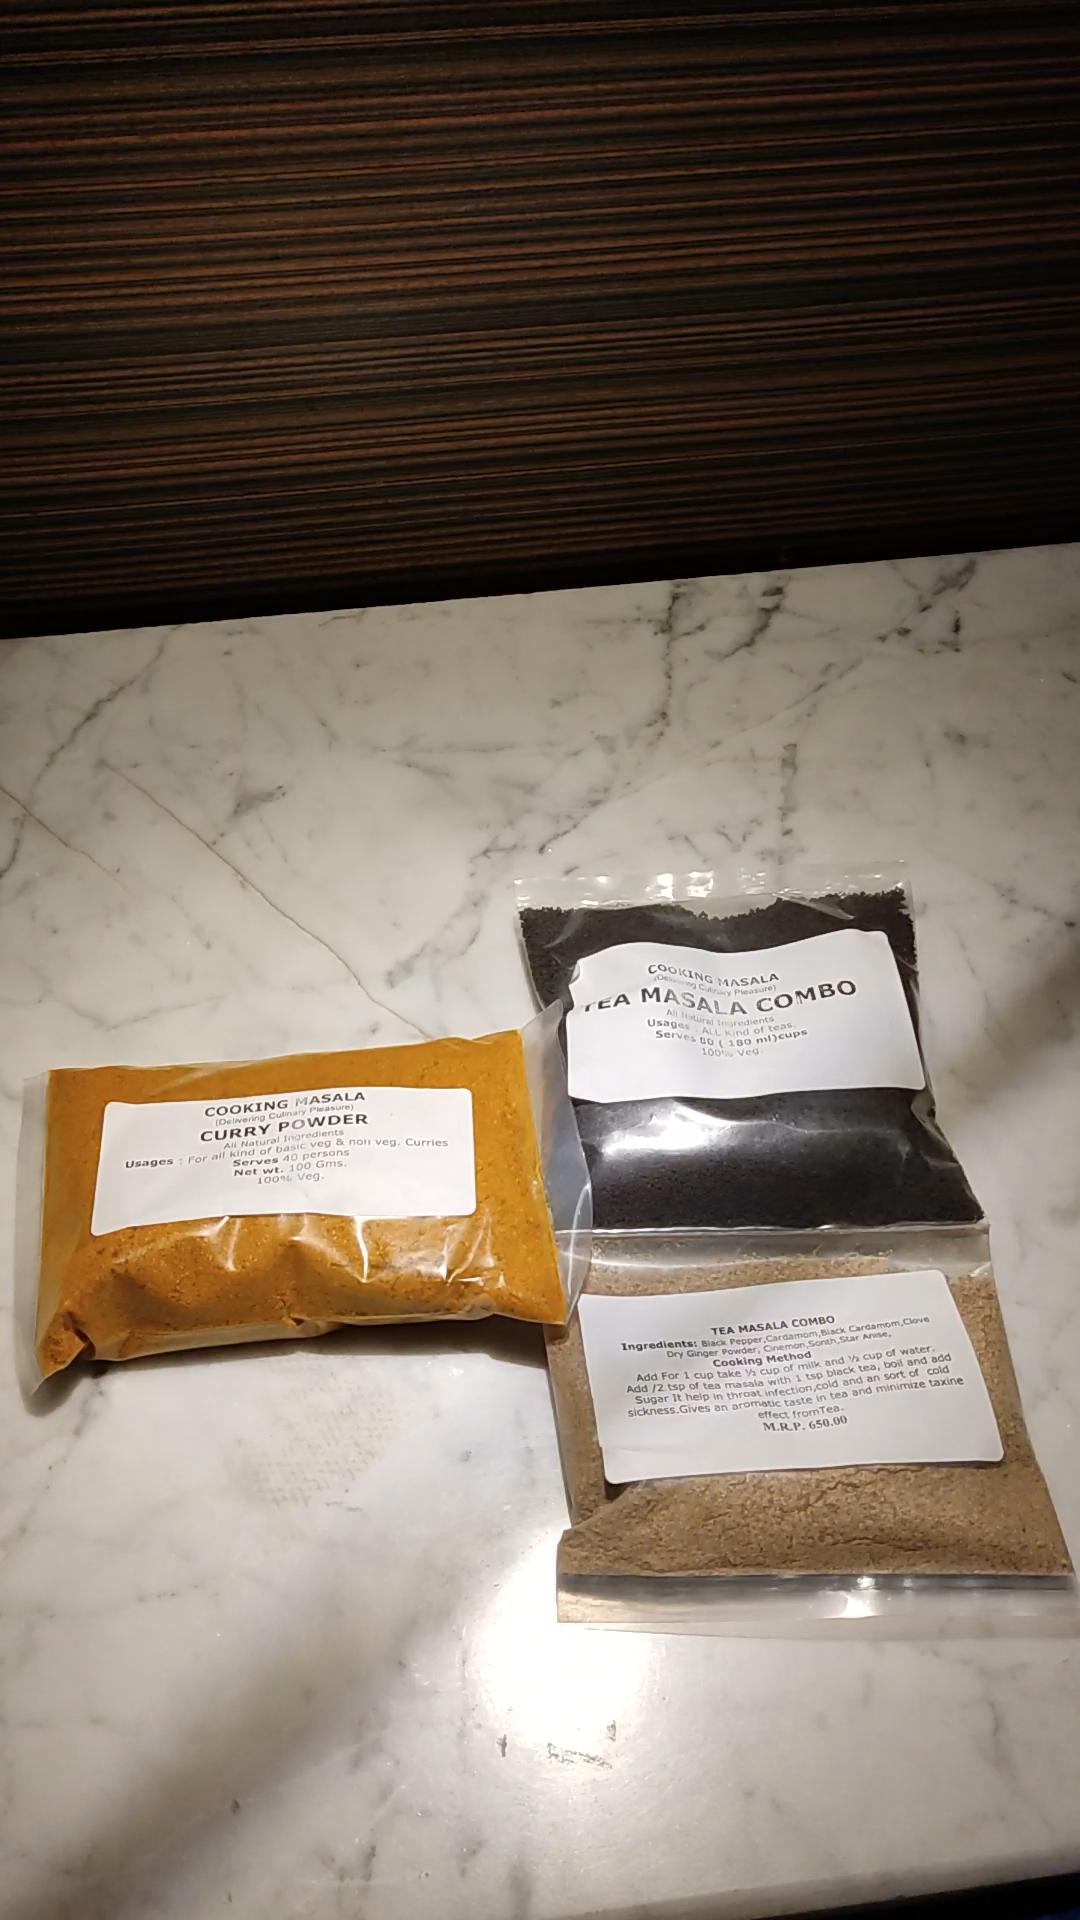 COOKING MASALA
(Delivering Culinary Pleasure)
TEA MASALA COMBO
All Natural Ingredients
Usages : ALL Kind of teas.
Serves 80 ( 180 ml)cups
100% Veg.
COOKING MASALA
(Delivering Culinary Pleasure)
CURRY POWDER
All Natural Ingredients
Usages : For all kind of basic veg & non veg. Curries
Serves 40 persons
Net wt. 100 Gms.
100% Veg.
TEA MASALA COMBO
Ingredients: Black Pepper,Cardamom,Black Cardamom,Clove
Dry Ginger Powder, Cinemon,Sonth,Star Anise,
Cooking Method
Add For 1 cup take ½ cup of milk and ½ cup of water,
Add /2 tsp of tea masala with 1 tsp black tea, boil and add
Sugar It help in throat infection,cold and an sort of cold
sickness.Gives an aromatic taste in tea and minimize taxine
effect fromTea.
M.R.P. 650.00